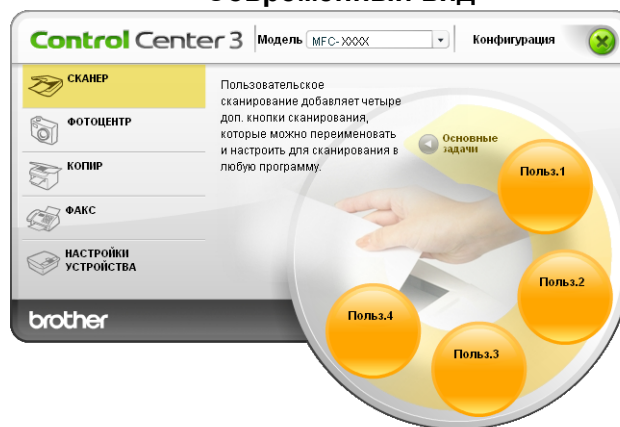 Современный вид
Control Center 3
Модель
MFC-XXXX
Конфигурация
СКАНЕР
ФОТОЦЕНТР
КОПИР
ФАКС
НАСТРОЙКИ
УСТРОЙСТВА
Пользовательское
сканирование добавляет четыре
доп. кнопки сканирования,
которые можно переименовать
и настроить для сканирования в
любую программу.
Основные
задачи
Польз.1
Польз.2
Польз.3
Польз.4
brother